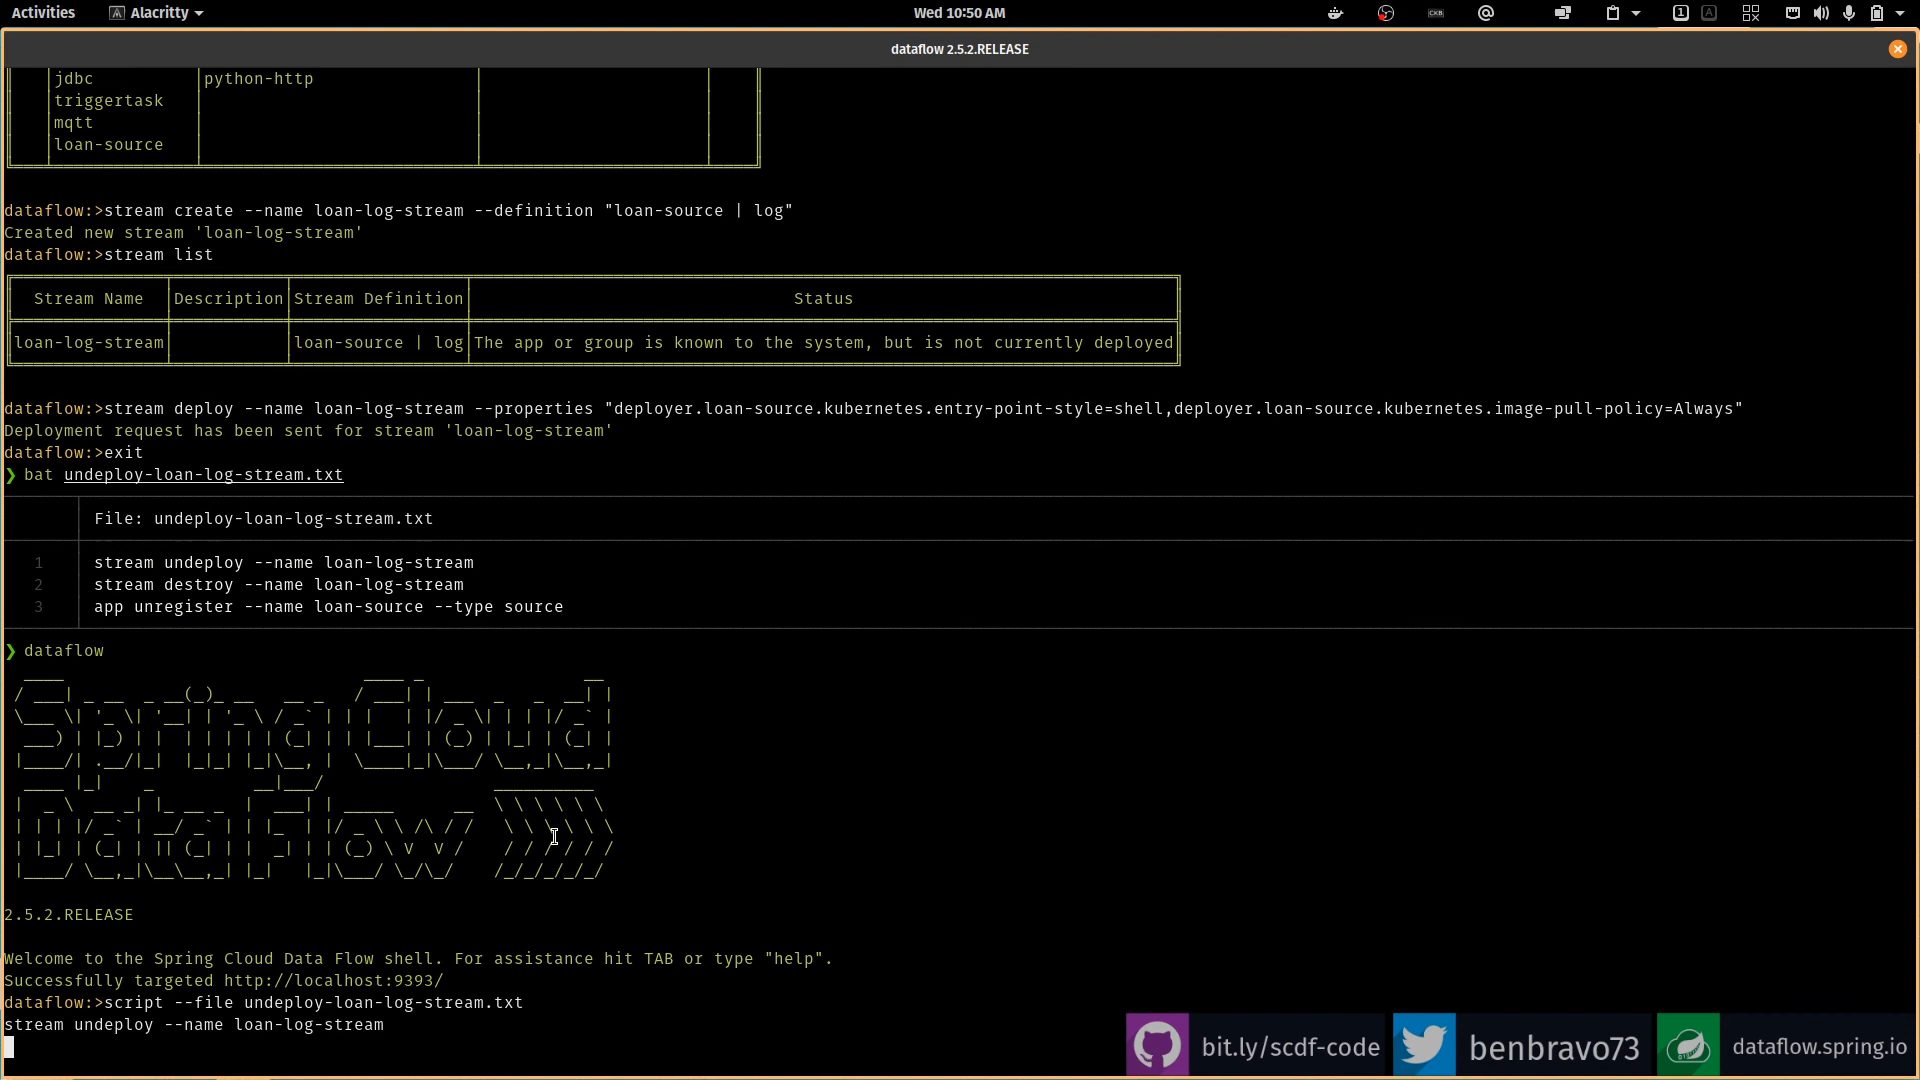 Activities Alacritty Wed 10:50 AM CKB 1 A
dataflow 2.5.2.RELEASE
jdbc python-http
triggertask
mqtt
loan-source
dataflow:>stream create --name loan-log-stream --definition "loan-source | log"
Created new stream 'loan-log-stream'
dataflow:>stream list
Stream Name Description Stream Definition Status
loan-log-stream loan-source | log The app or group is known to the system, but is not currently deployed
dataflow:>stream deploy --name loan-log-stream --properties "deployer.loan-source.kubernetes.entry-point-style=shell,deployer.loan-source.kubernetes.image-pull-policy=Always"
Deployment request has been sent for stream 'loan-log-stream'
dataflow:>exit
❯ bat undeploy-loan-log-stream.txt
File: undeploy-loan-log-stream.txt
1 stream undeploy --name loan-log-stream
2 stream destroy --name loan-log-stream
3 app unregister --name loan-source --type source
❯ dataflow
Spring Cloud
Data Flow
2.5.2.RELEASE
Welcome to the Spring Cloud Data Flow shell. For assistance hit TAB or type "help".
Successfully targeted http://localhost:9393/
dataflow:>script --file undeploy-loan-log-stream.txt
stream undeploy --name loan-log-stream
bit.ly/scdf-code benbravo73 dataflow.spring.io